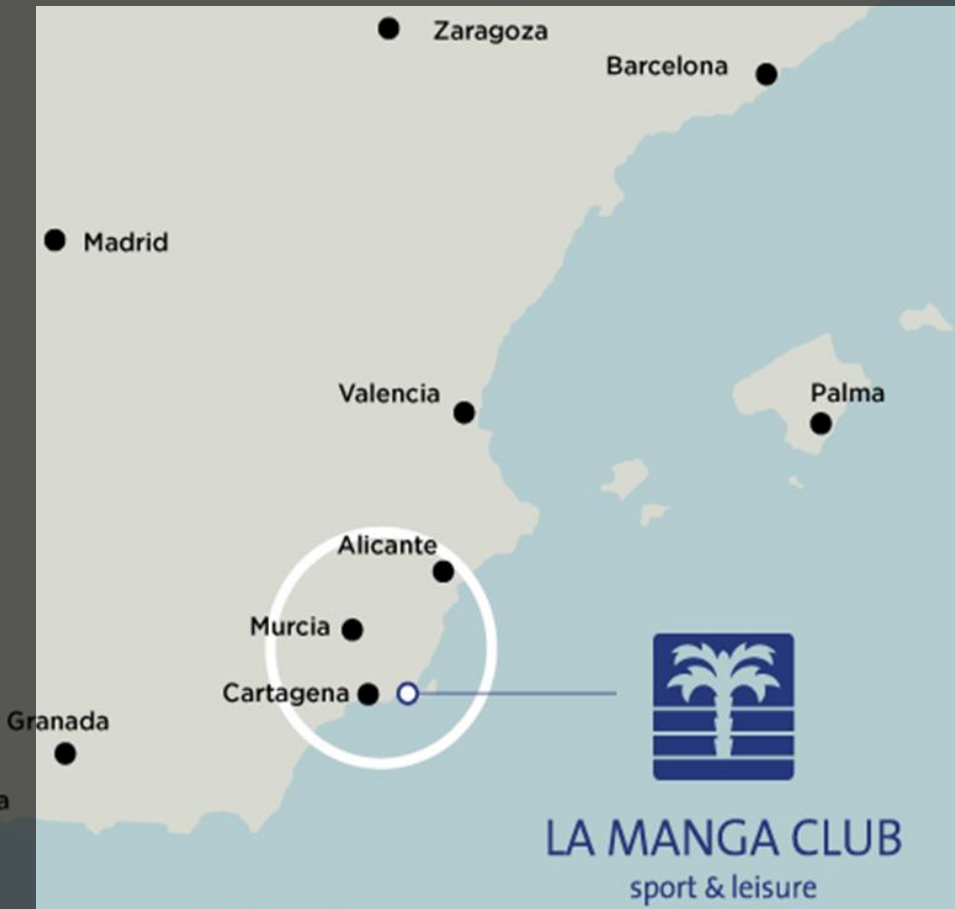 Zaragoza
Barcelona
Madrid
Valencia
Palma
Alicante
Murcia
Cartagena
Granada
a
LA MANGA CLUB
sport & leisure